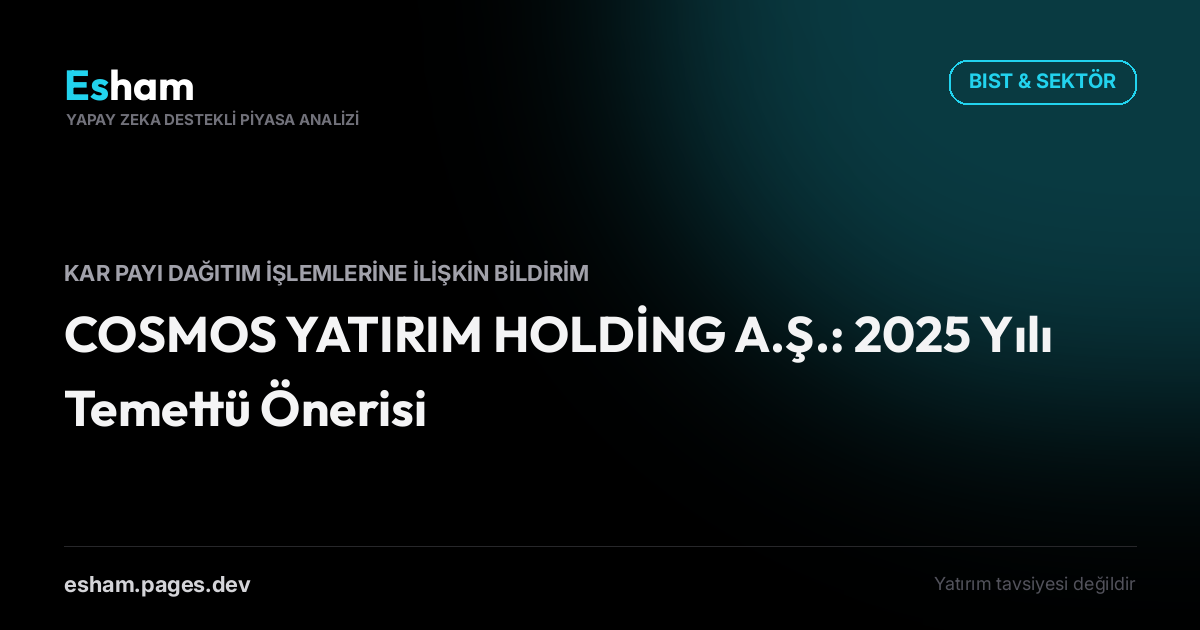 Esham
BIST & SEKTÖR
YAPAY ZEKA DESTEKLİ PİYASA ANALİZİ
KAR PAYI DAĞITIM İŞLEMLERİNE İLİŞKİN BİLDİRİM
COSMOS YATIRIM HOLDİNG A.Ş.: 2025 Yılı
Temettü Önerisi
esham.pages.dev
Yatırım tavsiyesi değildir